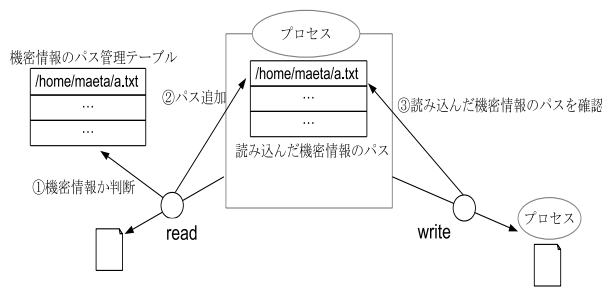 プロセス
機密情報のパス管理テーブル
/home/maeta/a.txt
…
…
/home/maeta/a.txt
…
…
②パス追加
③読み込んだ機密情報のパスを確認
読み込んだ機密情報のパス
①機密情報か判断
read
write
プロセス